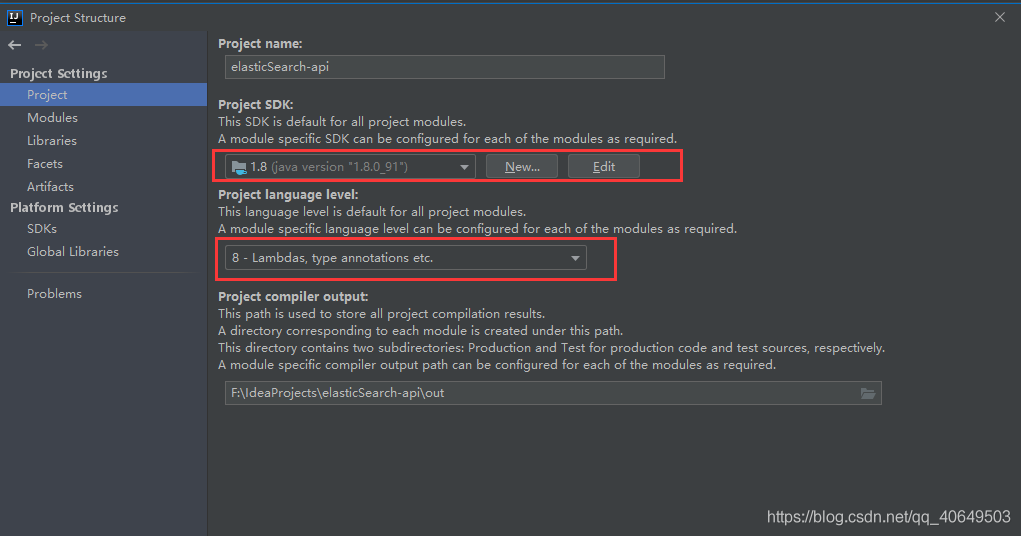 Project Structure
Project Settings
Project
Modules
Libraries
Facets
Artifacts
Platform Settings
SDKs
Global Libraries
Problems
Project name:
elasticSearch-api
Project SDK:
This SDK is default for all project modules.
A module specific SDK can be configured for each of the modules as required.
1.8 (java version "1.8.0_91")
New...
Edit
Project language level:
This language level is default for all project modules.
A module specific language level can be configured for each of the modules as required.
8 - Lambdas, type annotations etc.
Project compiler output:
This path is used to store all project compilation results.
A directory corresponding to each module is created under this path.
This directory contains two subdirectories: Production and Test for production code and test sources, respectively.
A module specific compiler output path can be configured for each of the modules as required.
F:\IdeaProjects\elasticSearch-api\out
https://blog.csdn.net/qq_40649503